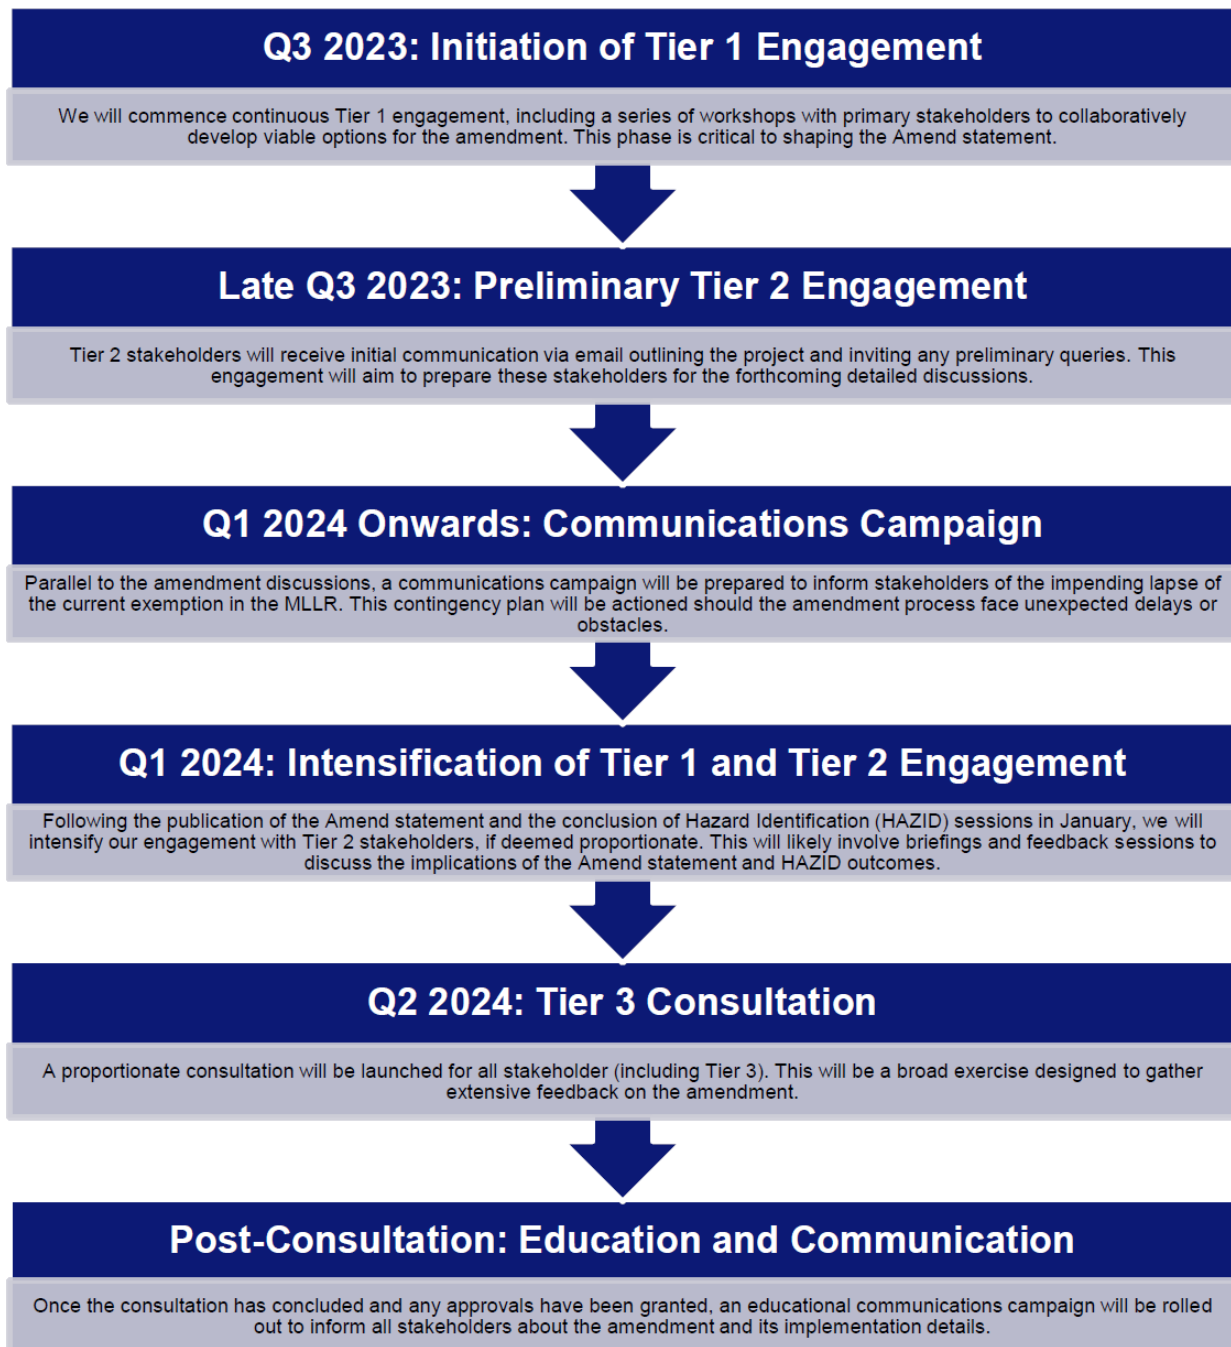 Q3 2023: Initiation of Tier 1 Engagement
We will commence continuous Tier 1 engagement, including a series of workshops with primary stakeholders to collaboratively
develop viable options for the amendment. This phase is critical to shaping the Amend statement.
Late Q3 2023: Preliminary Tier 2 Engagement
Tier 2 stakeholders will receive initial communication via email outlining the project and inviting any preliminary queries. This
engagement will aim to prepare these stakeholders for the forthcoming detailed discussions.
Q1 2024 Onwards: Communications Campaign
Parallel to the amendment discussions, a communications campaign will be prepared to inform stakeholders of the impending lapse of
the current exemption in the MLLR. This contingency plan will be actioned should the amendment process face unexpected delays or
obstacles.
Q1 2024: Intensification of Tier 1 and Tier 2 Engagement
Following the publication of the Amend statement and the conclusion of Hazard Identification (HAZID) sessions in January, we will
intensify our engagement with Tier 2 stakeholders, if deemed proportionate. This will likely involve briefings and feedback sessions to
discuss the implications of the Amend statement and HAZID outcomes.
Q2 2024: Tier 3 Consultation
A proportionate consultation will be launched for all stakeholder (including Tier 3). This will be a broad exercise designed to gather
extensive feedback on the amendment.
Post-Consultation: Education and Communication
Once the consultation has concluded and any approvals have been granted, an educational communications campaign will be rolled
out to inform all stakeholders about the amendment and its implementation details.